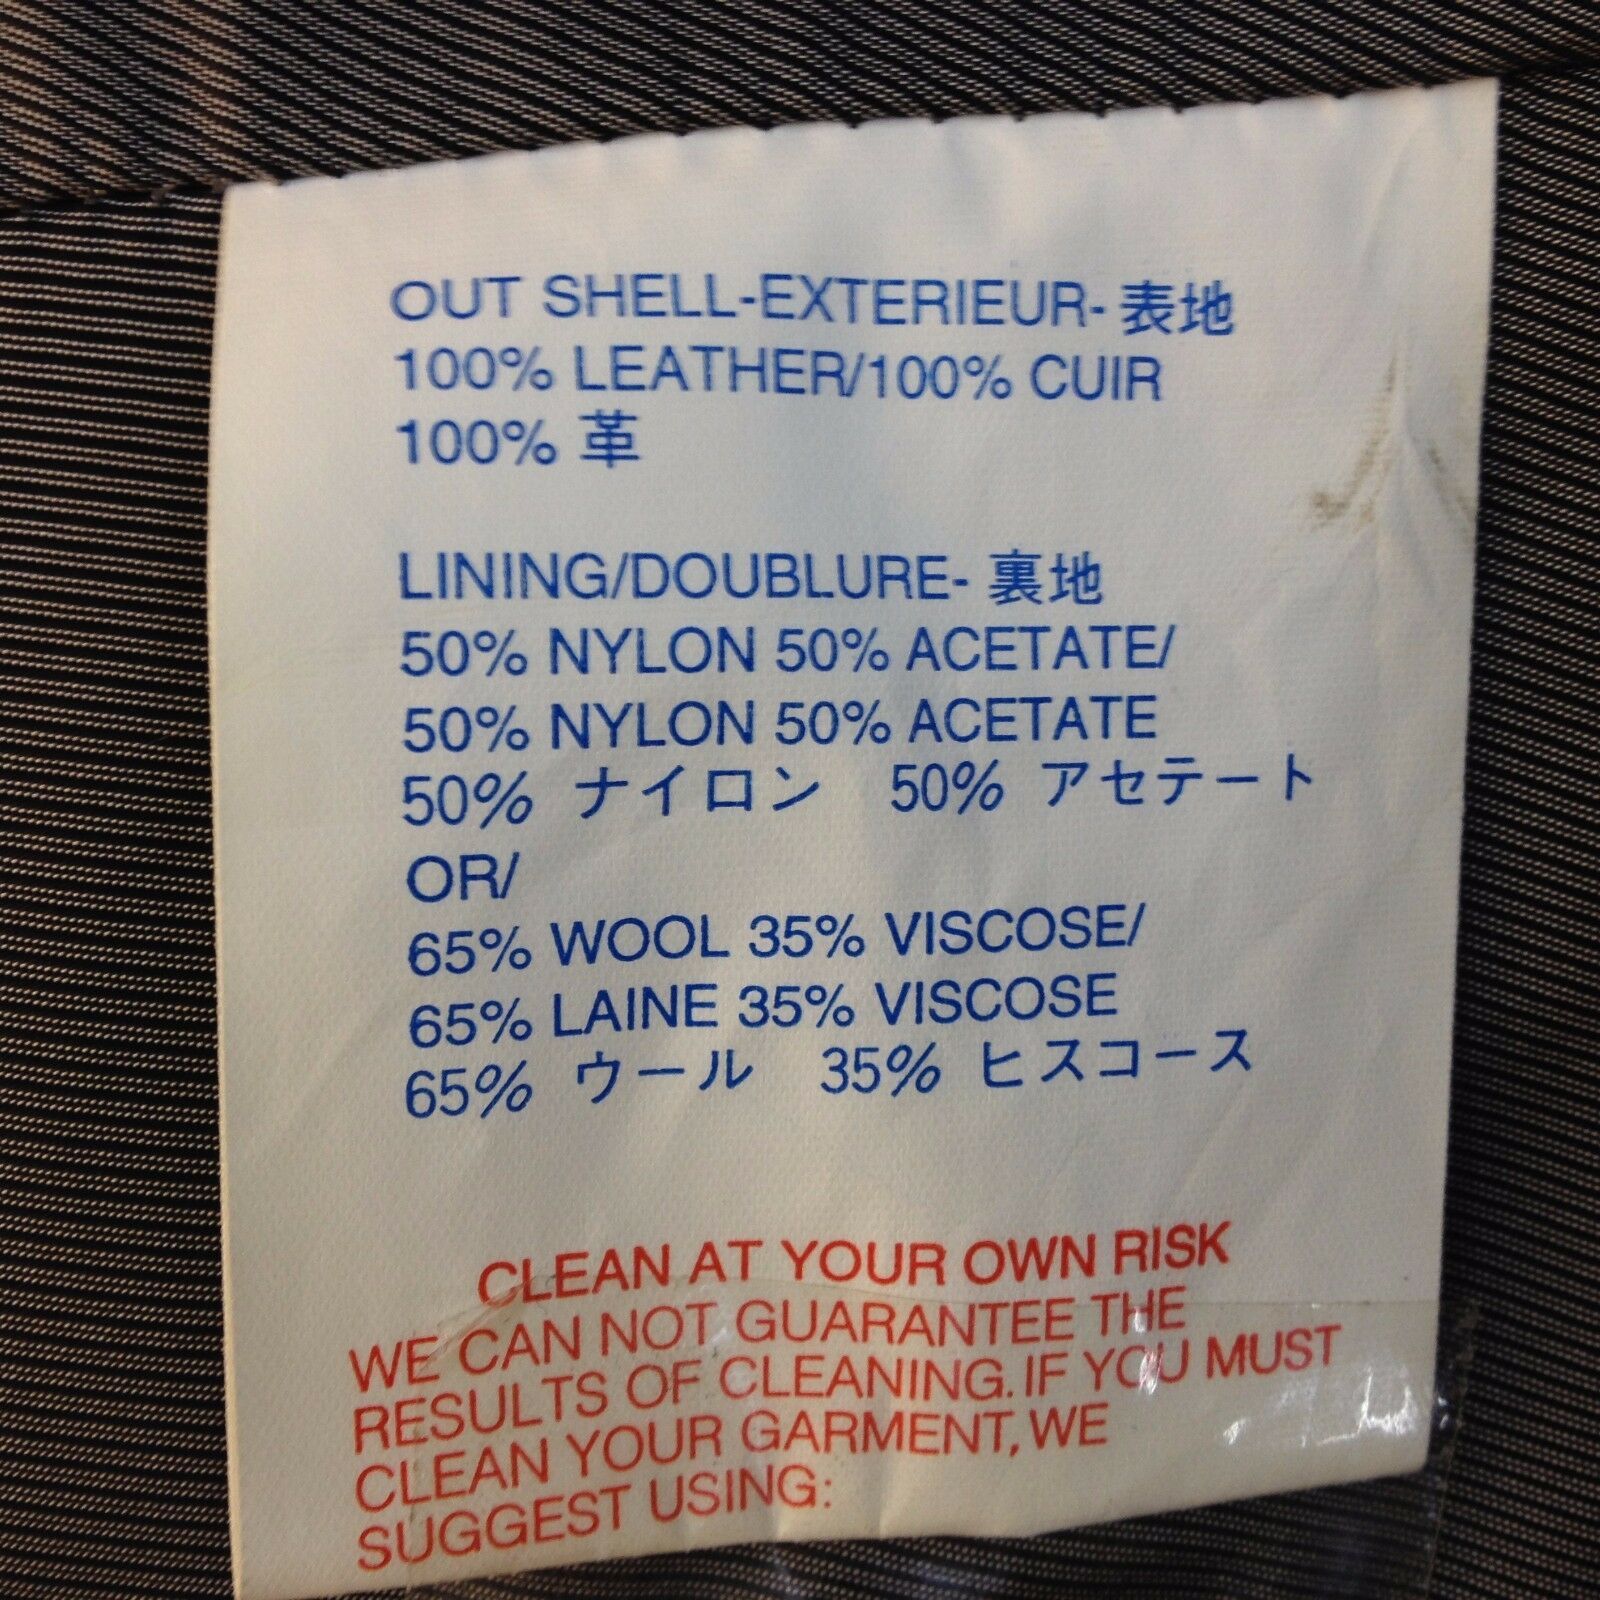 OUT SHELL-EXTERIEUR-表地
100% LEATHER/100% CUIR
100% 革
LINING/DOUBLURE-裏地
50% NYLON 50% ACETATE/
50% NYLON 50% ACETATE
50% ナイロン 50% アセテート
OR/
65% WOOL 35% VISCOSE/
65% LAINE 35% VISCOSE
65% ウール 35% ヒスコース
CLEAN AT YOUR OWN RISK
WE CAN NOT GUARANTEE THE
RESULTS OF CLEANING. IF YOU MUST
CLEAN YOUR GARMENT, WE
SUGGEST USING: